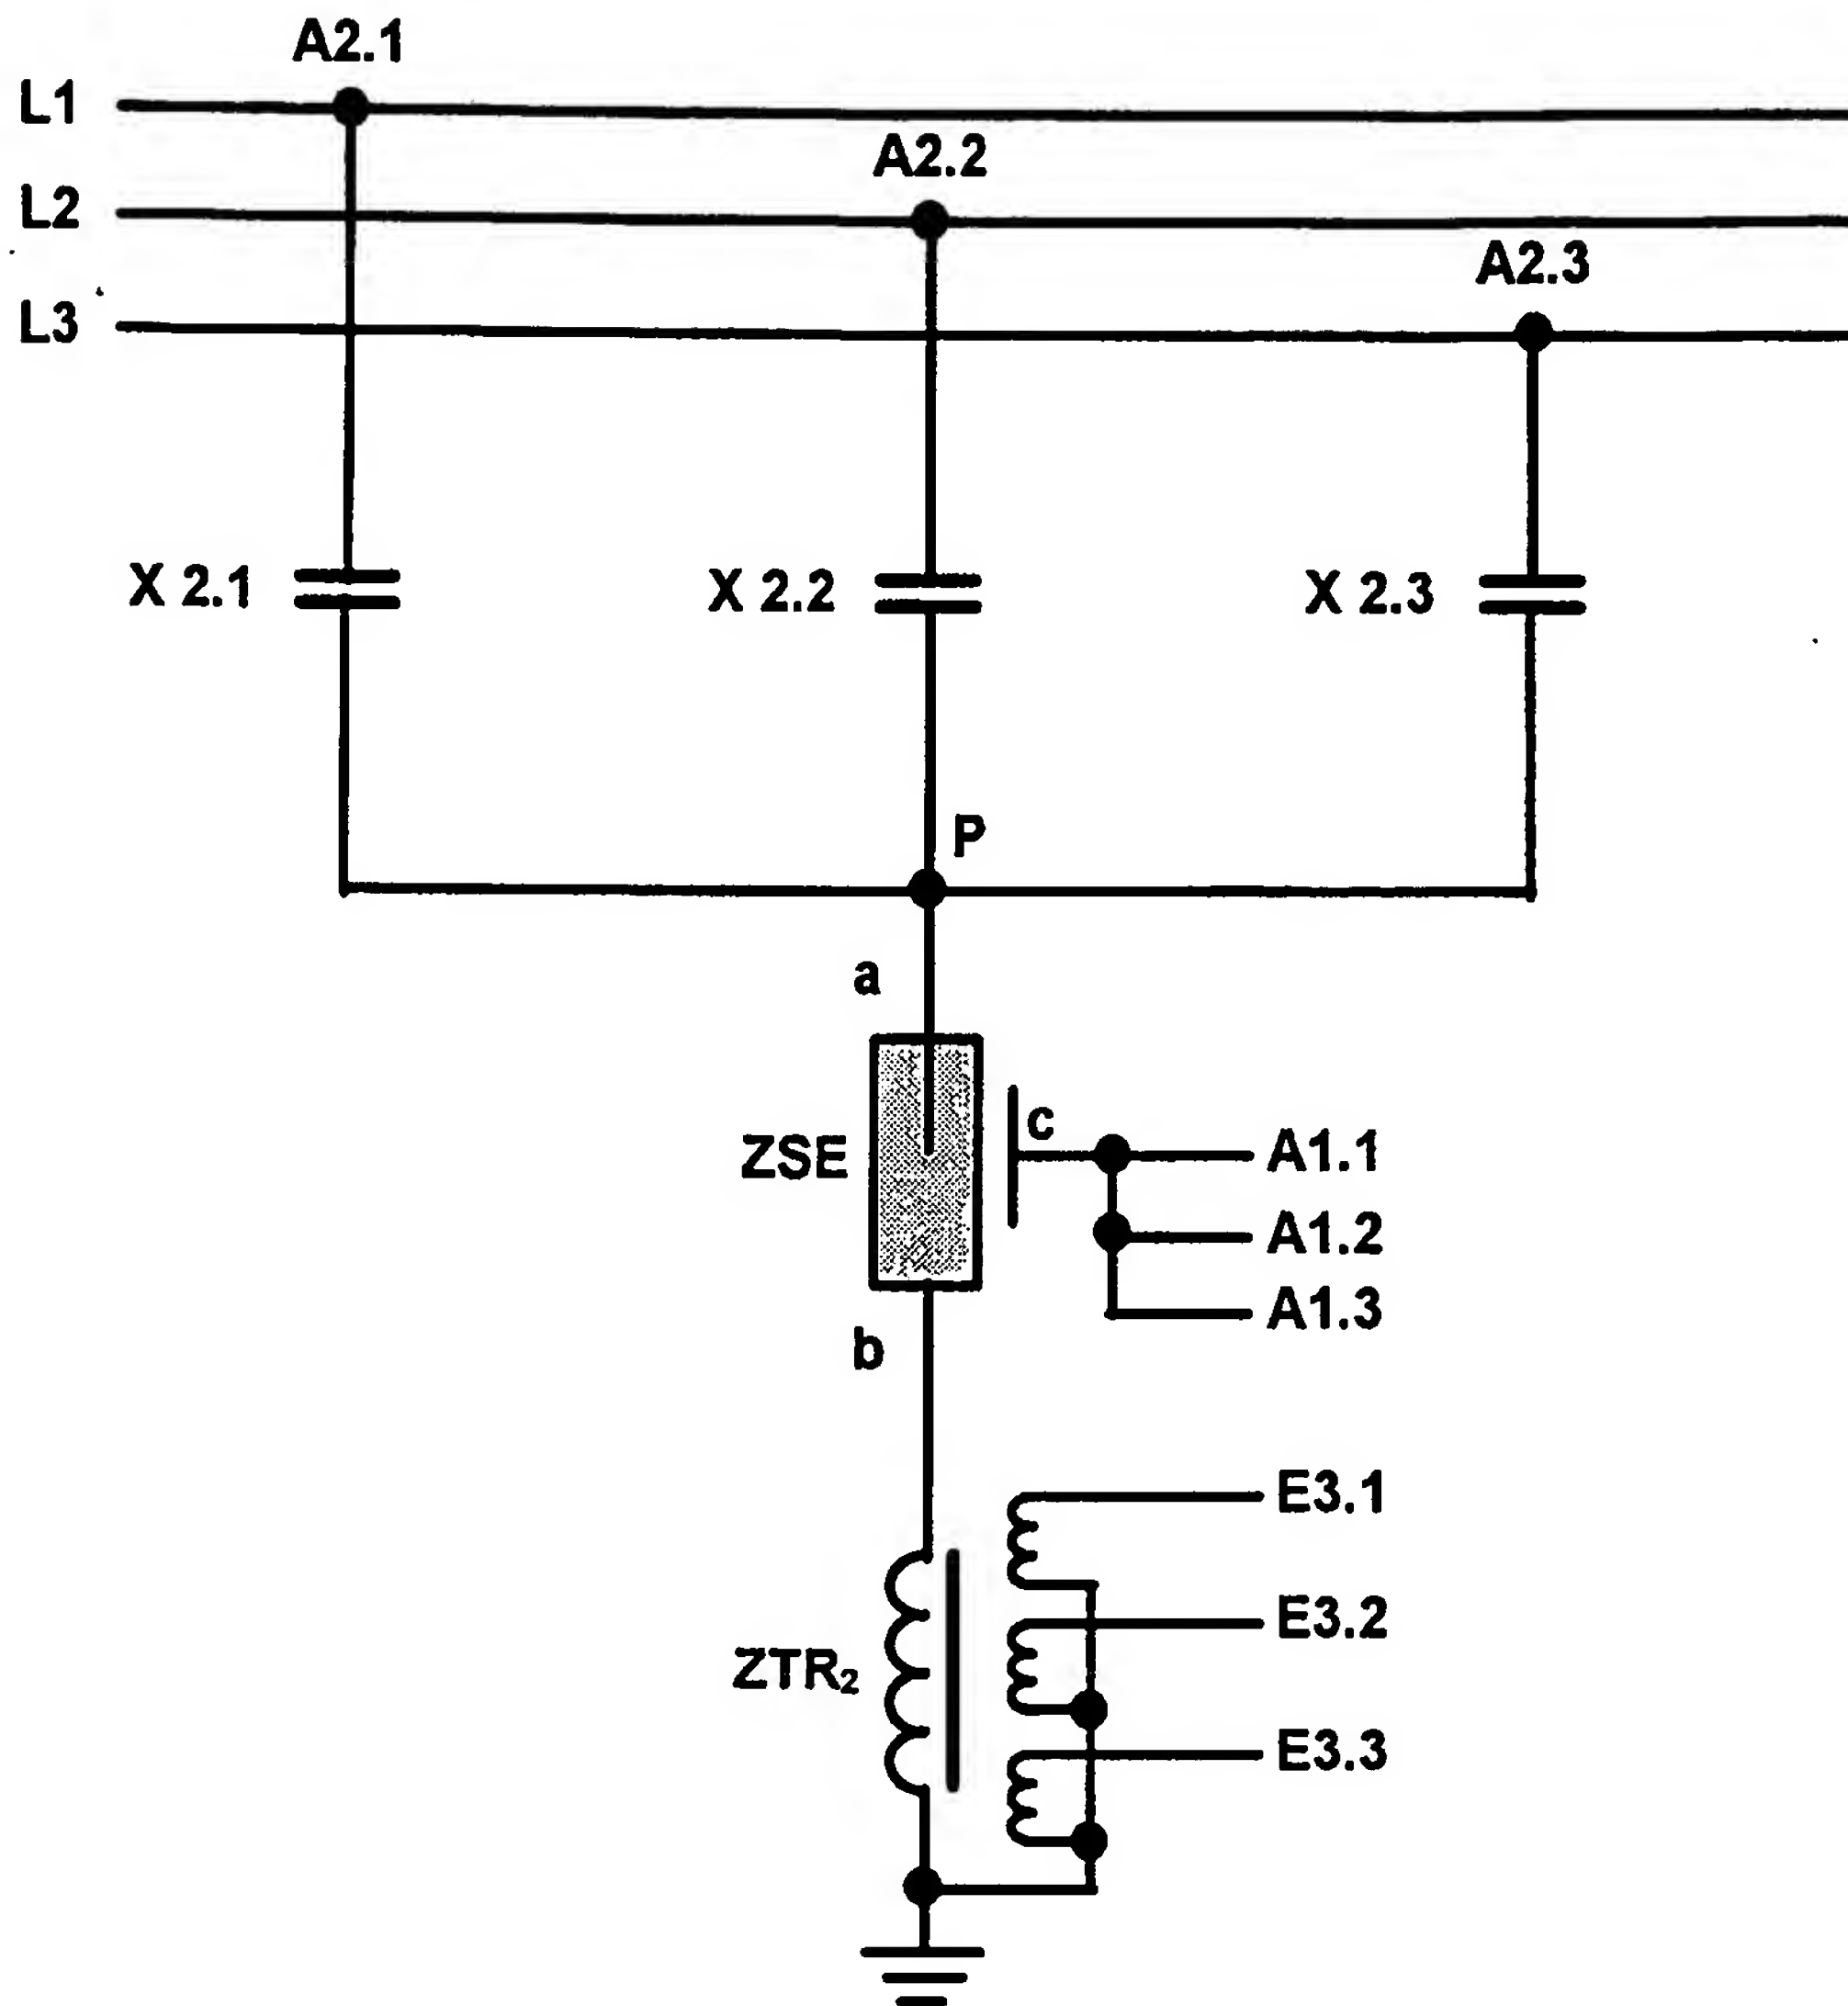 A2.1
L1
A2.2
L2
A2.3
L3
X 2.1
X 2.2
X 2.3
P
a
c
ZSE
A1.1
A1.2
A1.3
b
E3.1
E3.2
ZTR₂
E3.3